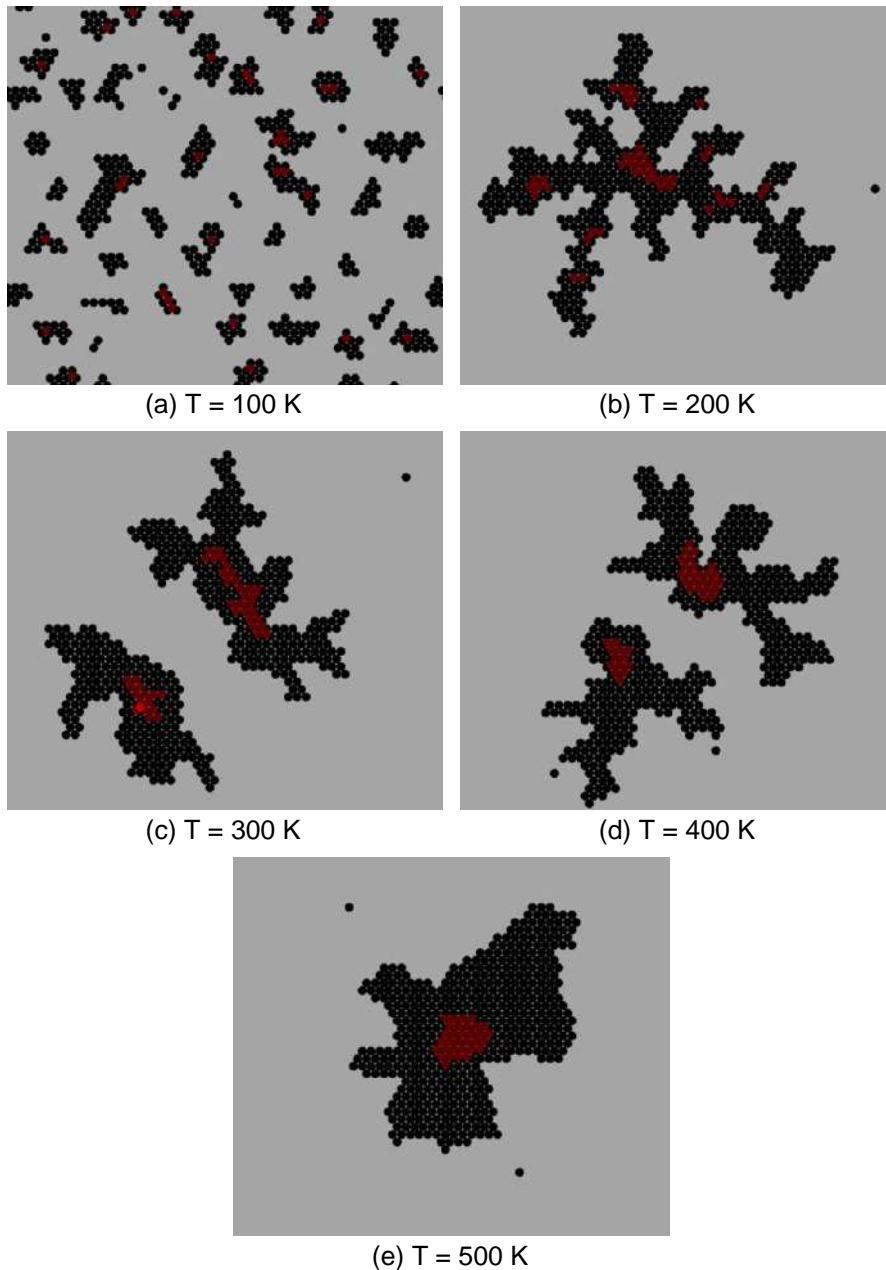 (a) T = 100 K
(b) T = 200 K
(c) T = 300 K
(d) T = 400 K
(e) T = 500 K